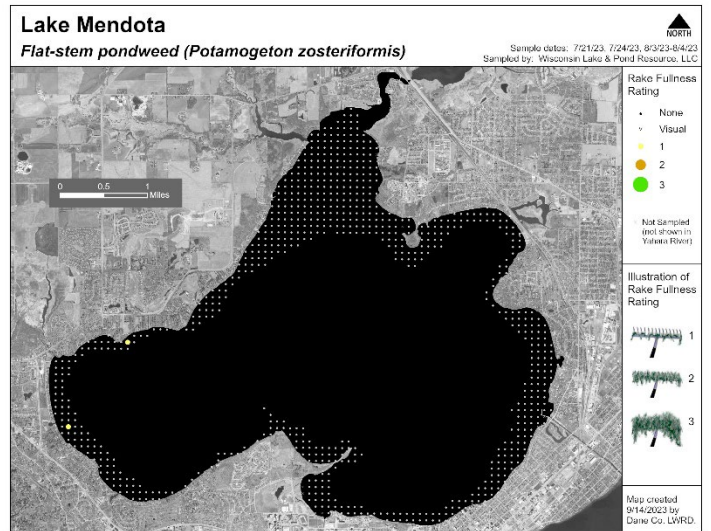 Lake Mendota
Flat-stem pondweed (Potamogeton zosteriformis)
NORTH
Sample dates: 7/21/23, 7/24/23, 8/3/23-8/4/23
Sampled by: Wisconsin Lake & Pond Resource, LLC
0 0.5 1
Miles
Rake Fullness
Rating
None
Visual
1
2
3
Not Sampled
(not shown in
Yahara River)
Illustration of
Rake Fullness
Rating
1
2
3
Map created
9/14/2023 by
Dane Co. LWRD.